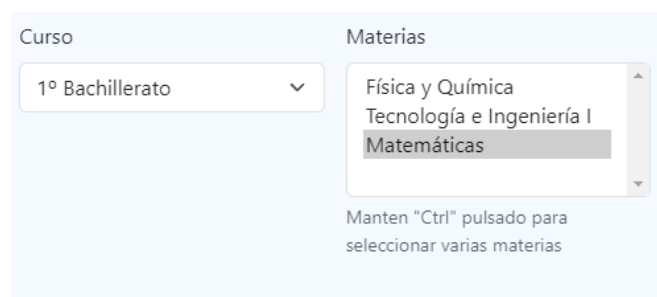 Curso
1º Bachillerato
Materias
Física y Química
Tecnología e Ingeniería I
Matemáticas
Manten "Ctrl" pulsado para
seleccionar varias materias